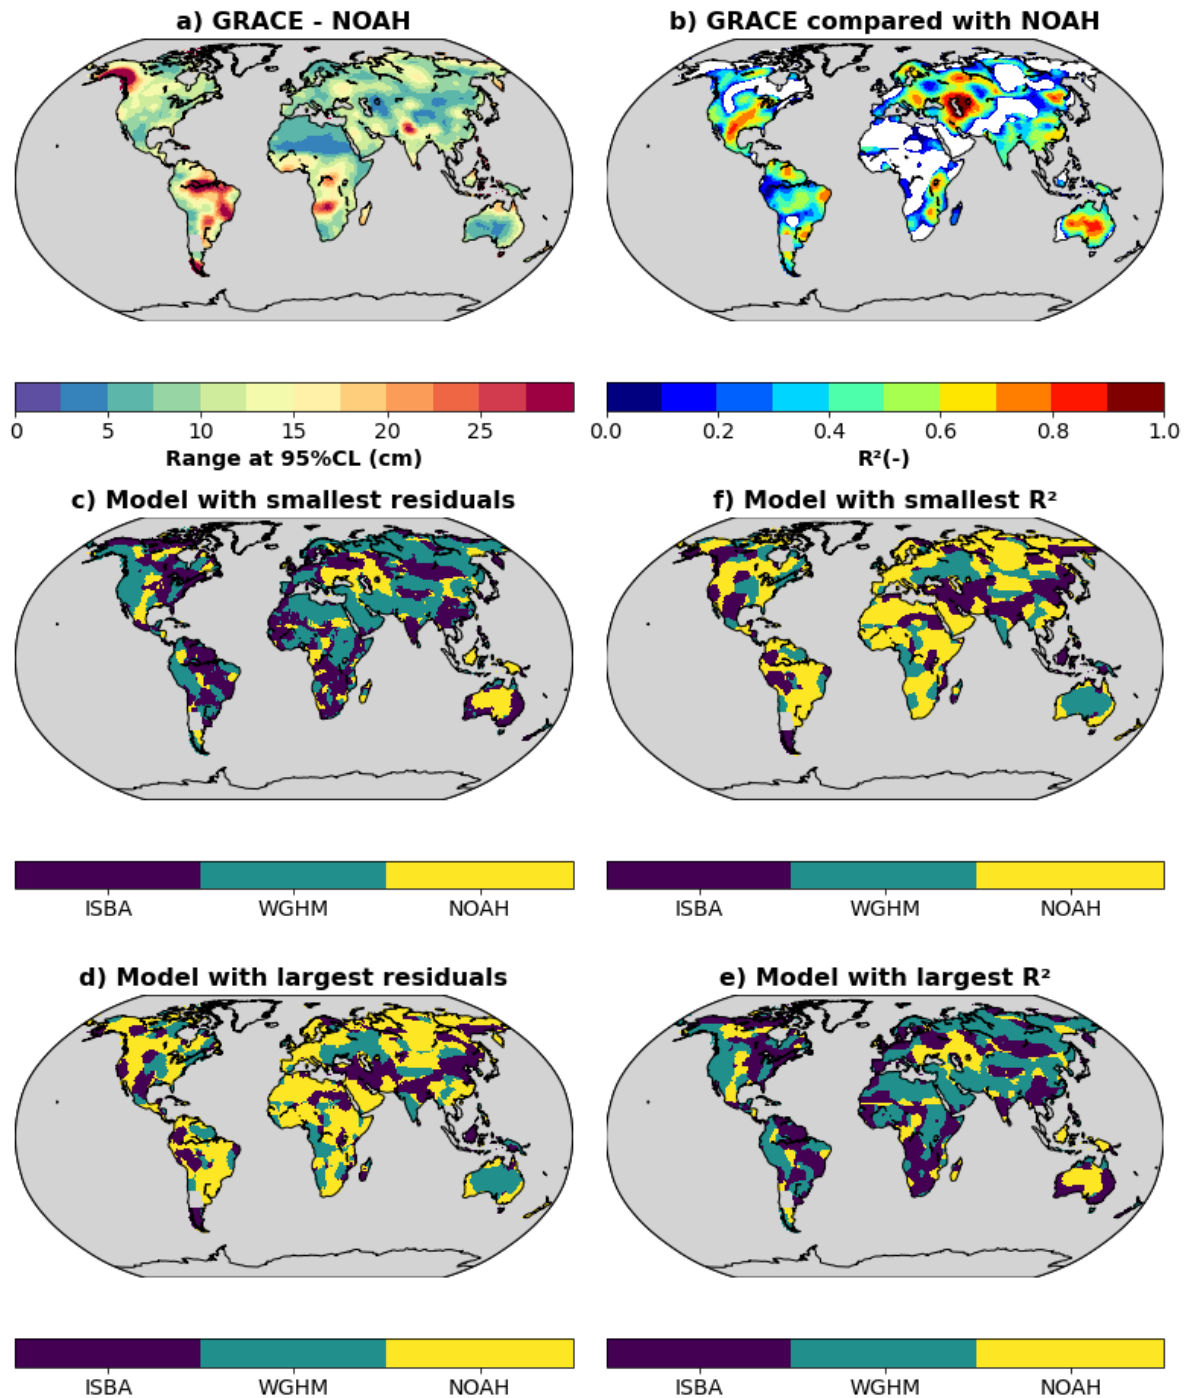 a) GRACE - NOAH
b) GRACE compared with NOAH
0 5 10 15 20 25
Range at 95%CL (cm)
0.0 0.2 0.4 0.6 0.8 1.0
R²(-)
c) Model with smallest residuals
f) Model with smallest R²
ISBA WGHM NOAH
ISBA WGHM NOAH
d) Model with largest residuals
e) Model with largest R²
ISBA WGHM NOAH
ISBA WGHM NOAH